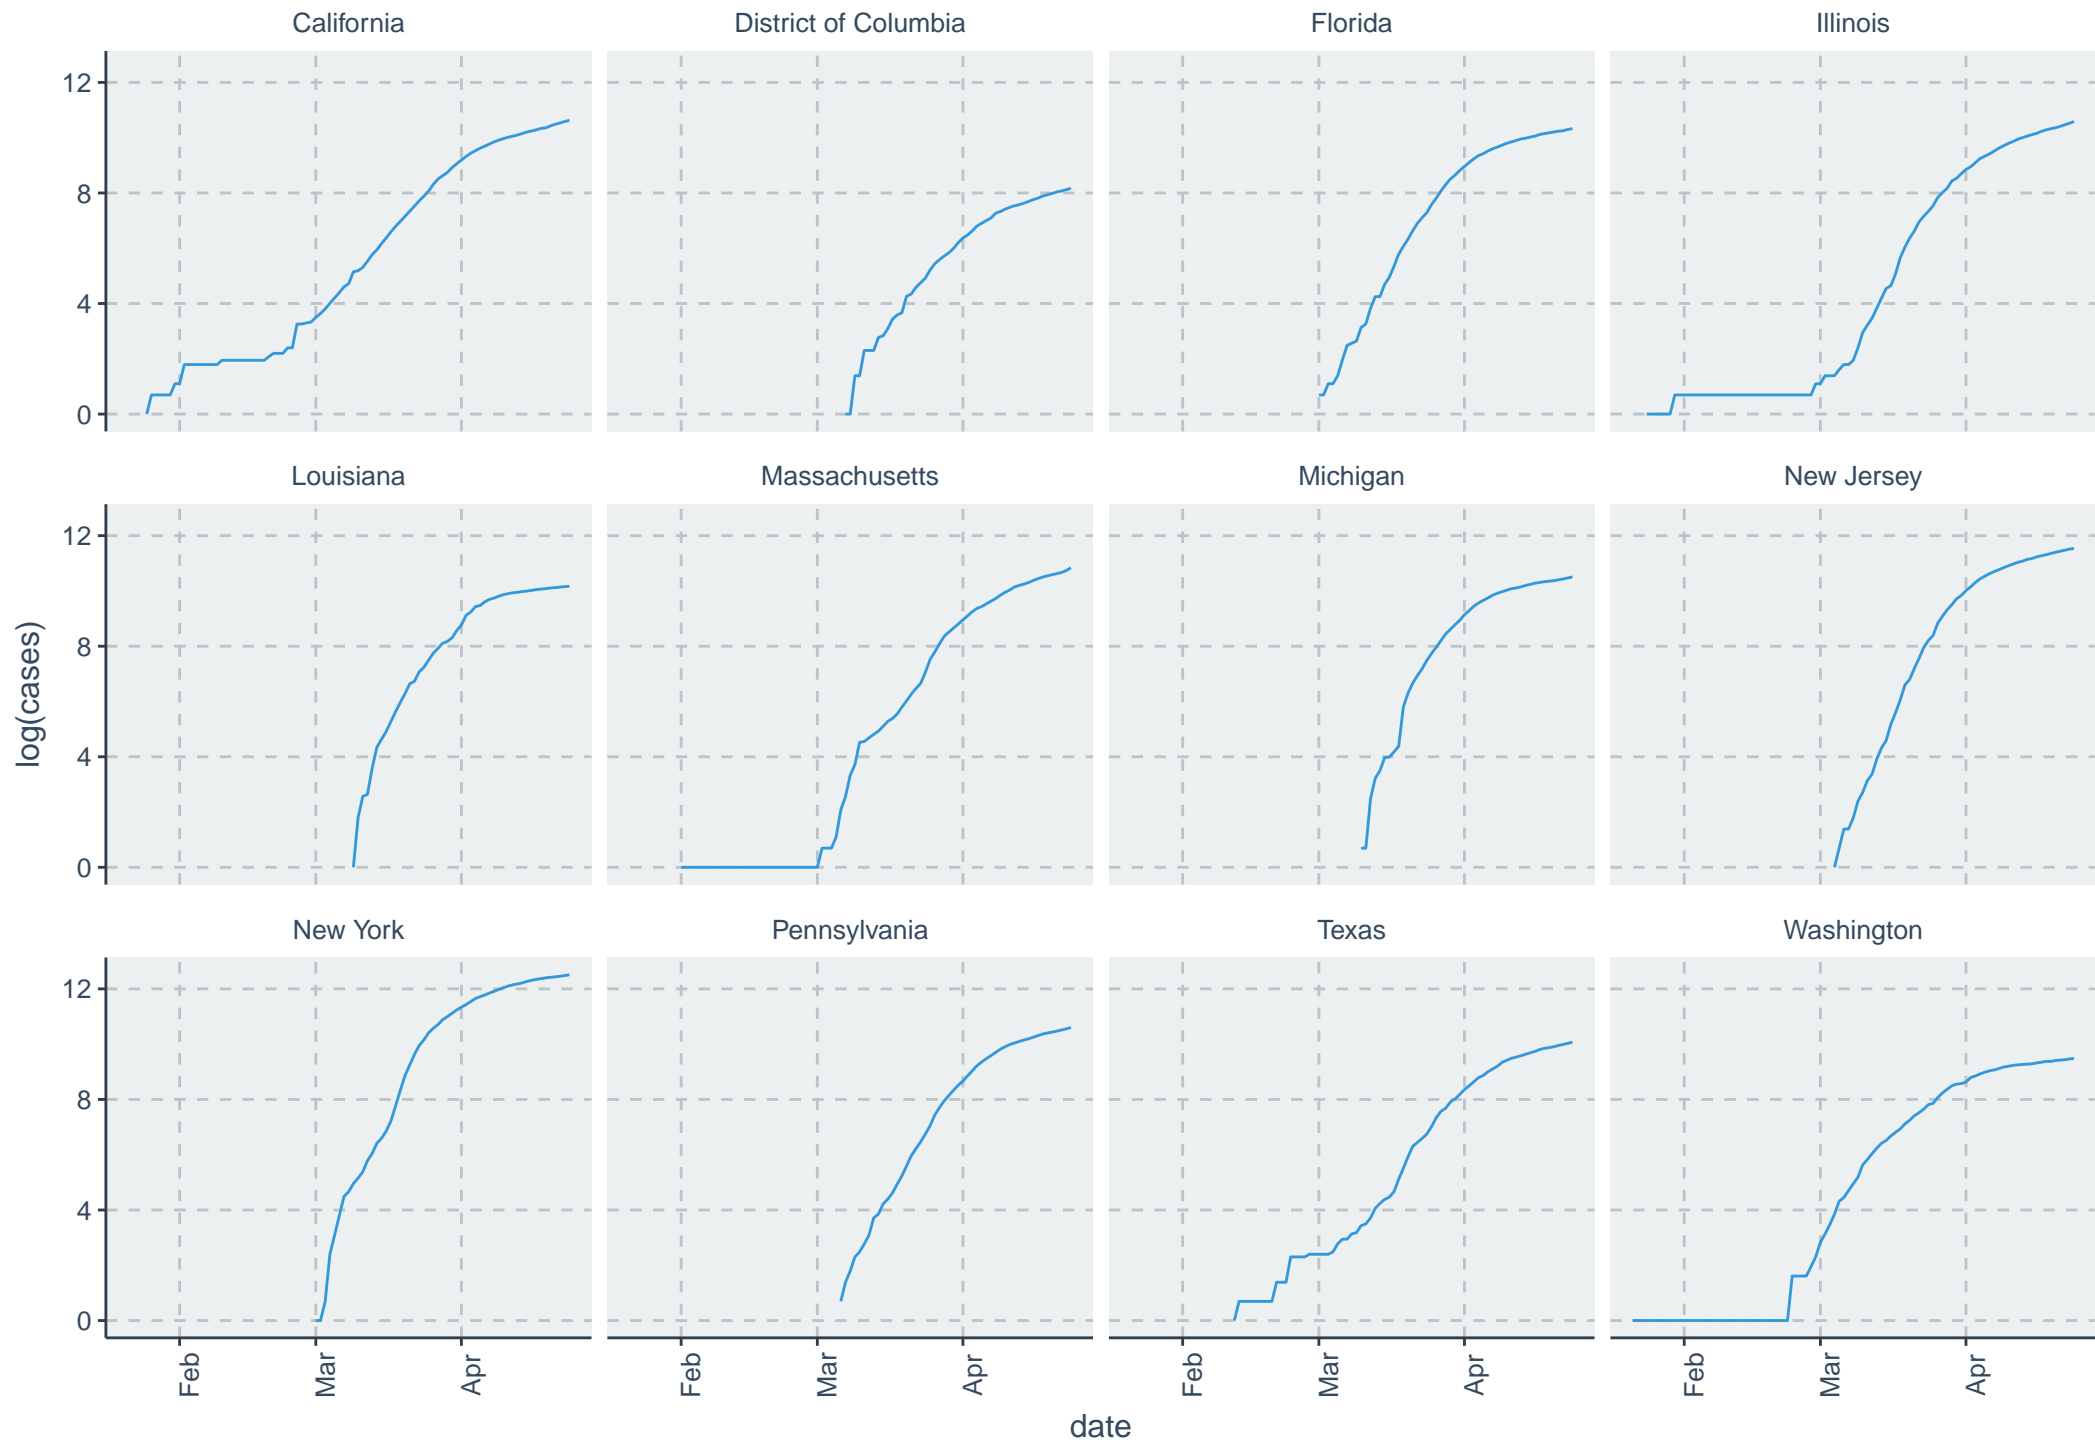 California District of Columbia Florida Illinois
12
8
4
0
Louisiana Massachusetts Michigan New Jersey
12
8
4
0
log(cases)
New York Pennsylvania Texas Washington
12
8
4
0
Feb Mar Apr Feb Mar Apr Feb Mar Apr Feb Mar Apr
date